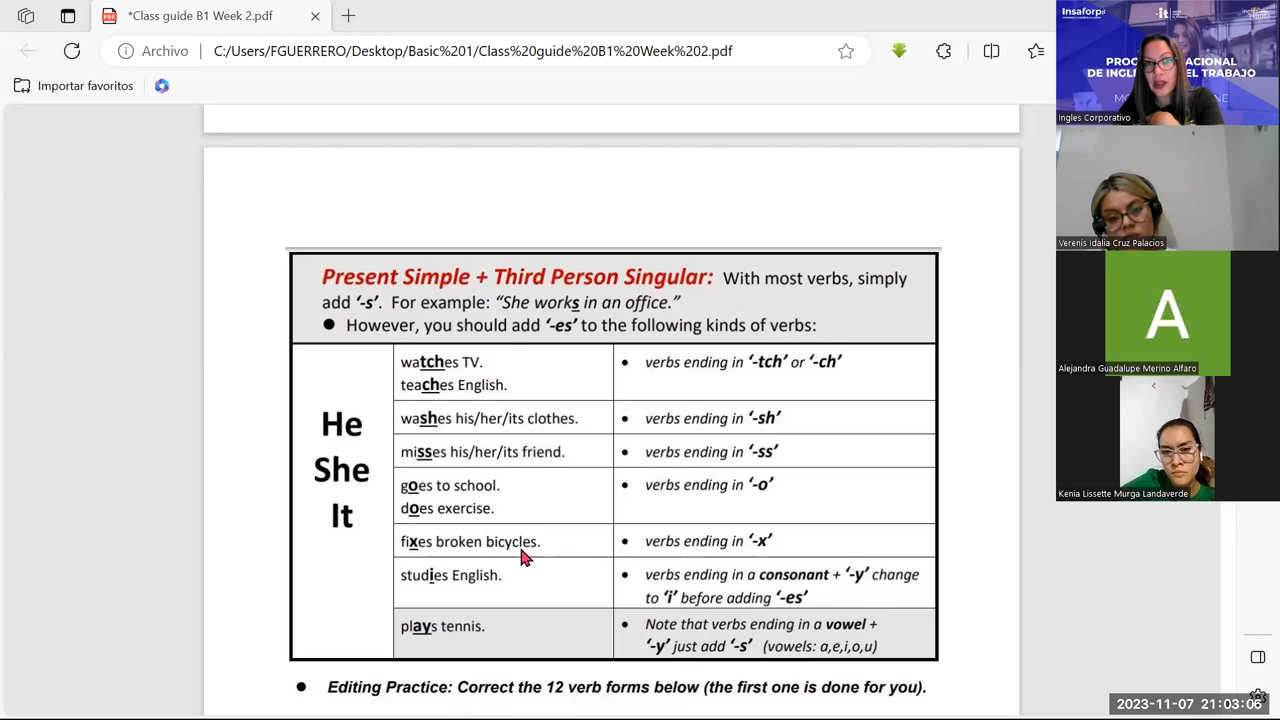 *Class guide B1 Week 2.pdf
Archivo
C:/Users/FGUERRERO/Desktop/Basic%201/Class%20guide%20B1%20Week%202.pdf
Importar favoritos
Present Simple + Third Person Singular: With most verbs, simply
add '-s'. For example: "She works in an office."
● However, you should add '-es' to the following kinds of verbs:
He
She
It
watches TV.
teaches English.
• verbs ending in '-tch' or '-ch'
washes his/her/its clothes.
• verbs ending in '-sh'
misses his/her/its friend.
• verbs ending in '-ss'
goes to school.
does exercise.
• verbs ending in '-o'
fixes broken bicycles.
• verbs ending in '-x'
studies English.
• verbs ending in a consonant + '-y' change
to 'i' before adding '-es'
plays tennis.
• Note that verbs ending in a vowel +
'-y' just add '-s' (vowels: a,e,i,o,u)
● Editing Practice: Correct the 12 verb forms below (the first one is done for you).
Insaforp
Ingles Corporativo
Verenis Idalia Cruz Palacios
A
Alejandra Guadalupe Merino Alfaro
Kenia Lissette Murga Landaverde
2023-11-07 21:03:06